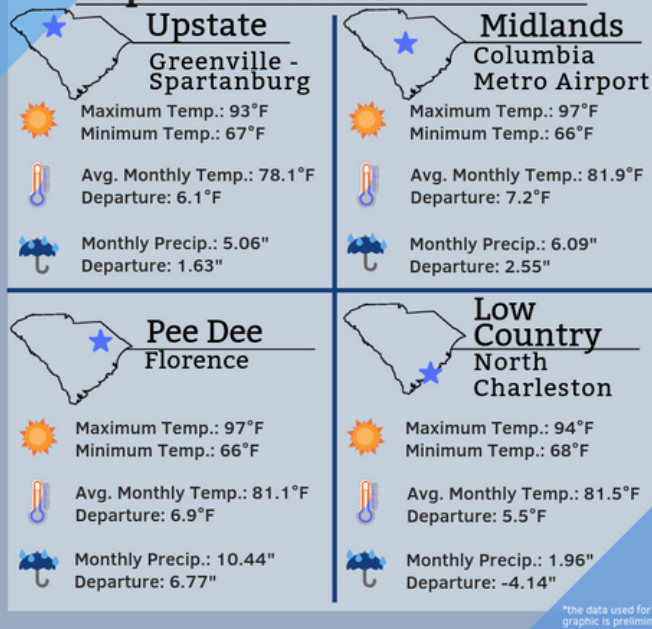 Upstate
Greenville -
Spartanburg
Maximum Temp.: 93°F
Minimum Temp.: 67°F
Avg. Monthly Temp.: 78.1°F
Departure: 6.1°F
Monthly Precip.: 5.06"
Departure: 1.63"
Midlands
Columbia
Metro Airport
Maximum Temp.: 97°F
Minimum Temp.: 66°F
Avg. Monthly Temp.: 81.9°F
Departure: 7.2°F
Monthly Precip.: 6.09"
Departure: 2.55"
Pee Dee
Florence
Maximum Temp.: 97°F
Minimum Temp.: 66°F
Avg. Monthly Temp.: 81.1°F
Departure: 6.9°F
Monthly Precip.: 10.44"
Departure: 6.77"
Low
Country
North
Charleston
Maximum Temp.: 94°F
Minimum Temp.: 68°F
Avg. Monthly Temp.: 81.5°F
Departure: 5.5°F
Monthly Precip.: 1.96"
Departure: -4.14"
*the data used for
graphic is prelimin